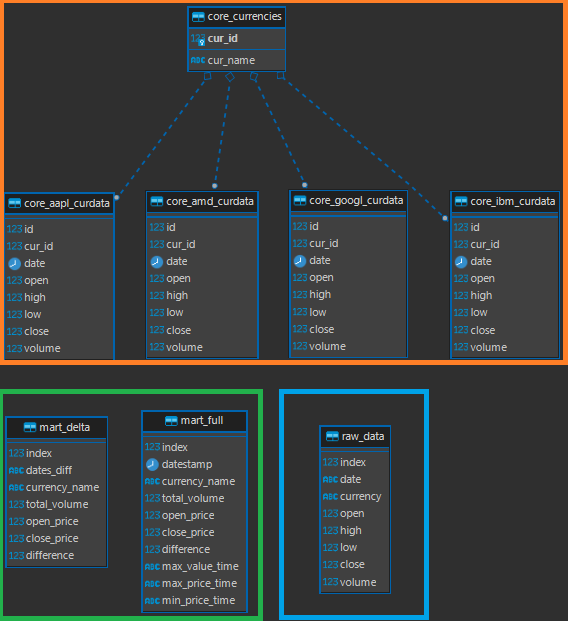 core_currencies
123 cur_id
ABC cur_name
core_aapl_curdata
123 id
123 cur_id
date
123 open
123 high
123 low
123 close
123 volume
core_amd_curdata
123 id
123 cur_id
date
123 open
123 high
123 low
123 close
123 volume
core_googl_curdata
123 id
123 cur_id
date
123 open
123 high
123 low
123 close
123 volume
core_ibm_curdata
123 id
123 cur_id
date
123 open
123 high
123 low
123 close
123 volume
mart_delta
123 index
ABC dates_diff
ABC currency_name
123 total_volume
123 open_price
123 close_price
123 difference
mart_full
123 index
datestamp
ABC currency_name
123 total_volume
123 open_price
123 close_price
123 difference
ABC max_value_time
ABC max_price_time
ABC min_price_time
raw_data
123 index
ABC date
ABC currency
123 open
123 high
123 low
123 close
123 volume